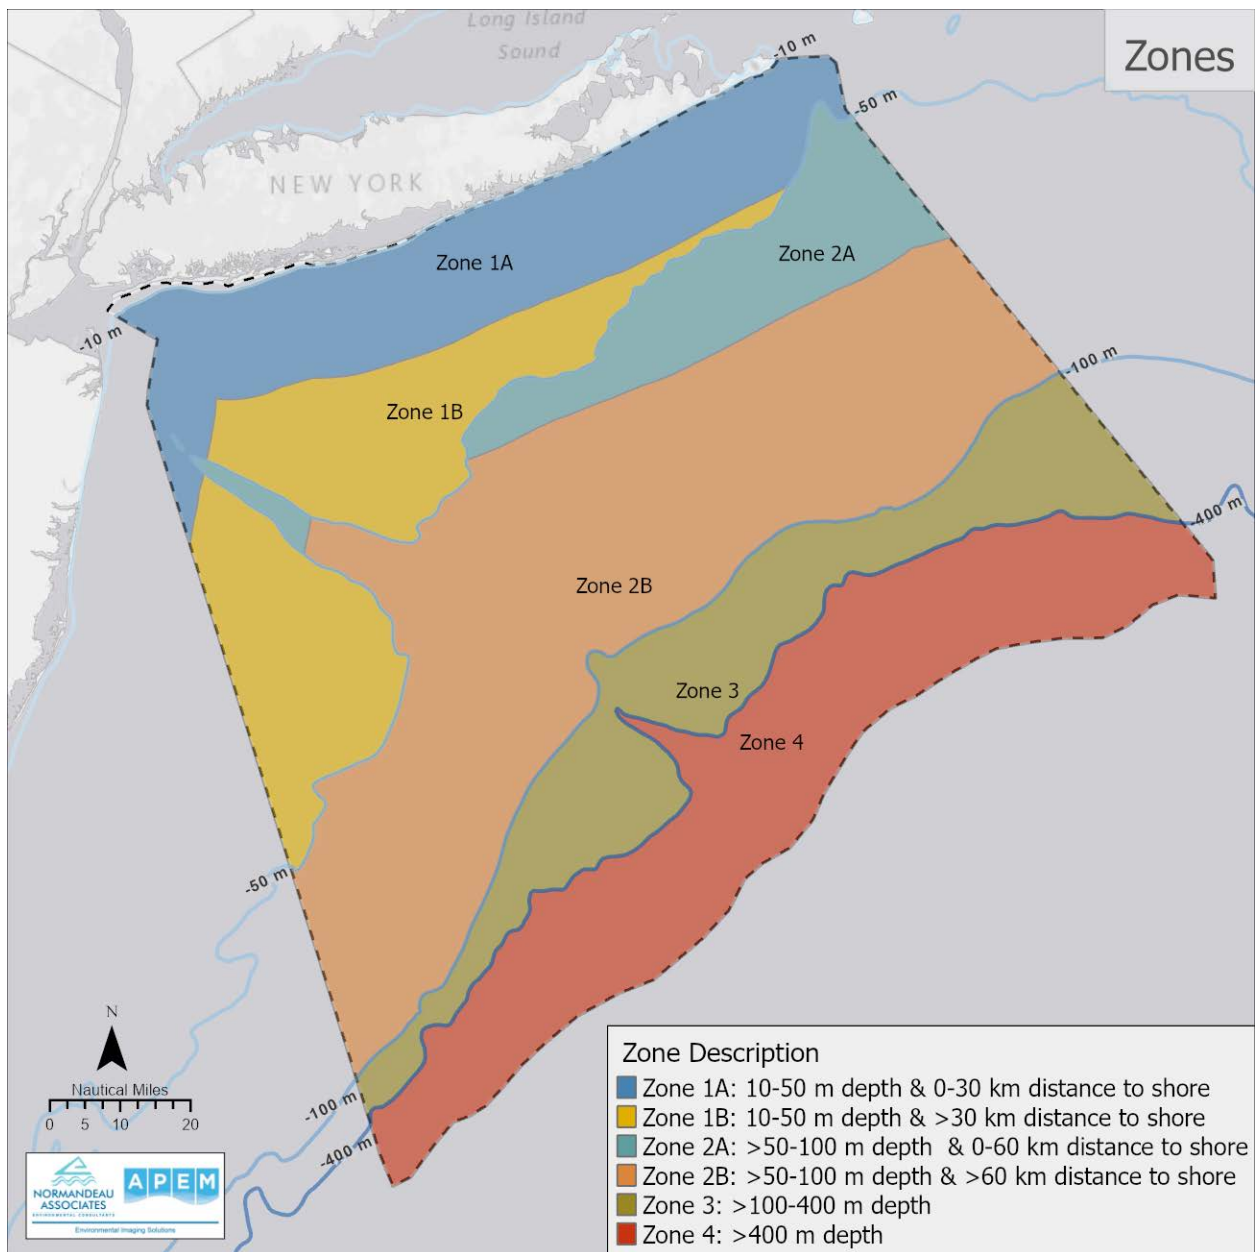 Long Island
Sound
Zones
-10 m
-50 m
NEW YORK
Zone 1A
Zone 2A
-10 m
-100 m
Zone 1B
-400 m
Zone 2B
Zone 3
Zone 4
-50 m
N
Nautical Miles
0 5 10 20
-100 m
-400 m
Zone Description
Zone 1A: 10-50 m depth & 0-30 km distance to shore
Zone 1B: 10-50 m depth & >30 km distance to shore
Zone 2A: >50-100 m depth & 0-60 km distance to shore
Zone 2B: >50-100 m depth & >60 km distance to shore
Zone 3: >100-400 m depth
Zone 4: >400 m depth
NORMANDEAU
ASSOCIATES
ENVIRONMENTAL CONSULTANTS
APEM
Environmental Imaging Solutions